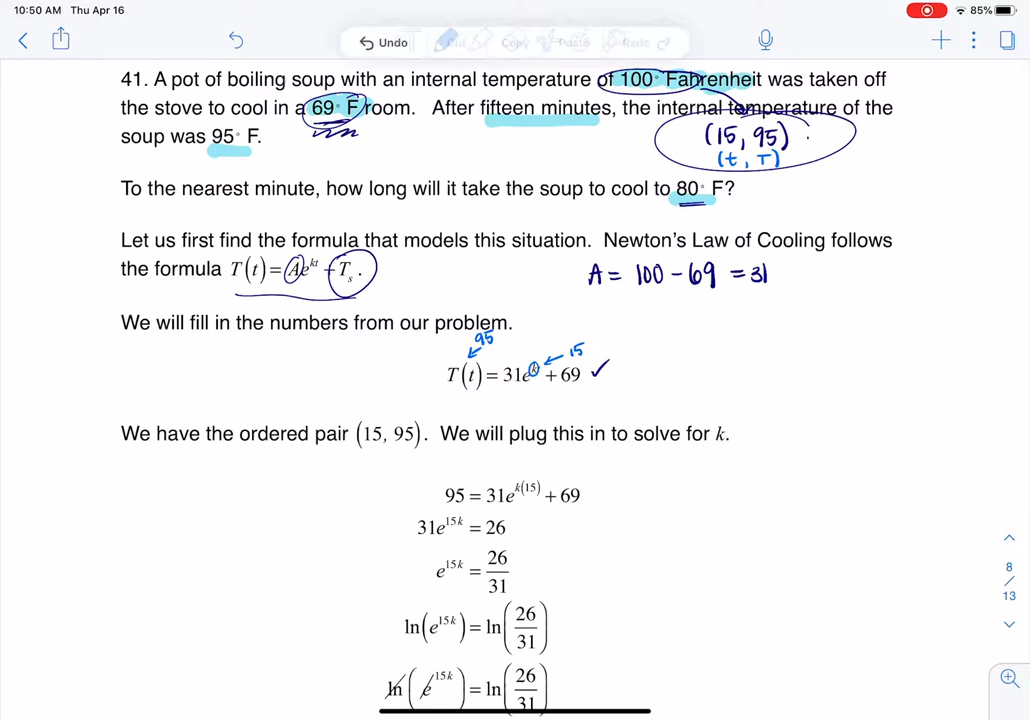 10:50 AM Thu Apr 16
85%
Undo Cut Copy Paste Redo
41. A pot of boiling soup with an internal temperature of 100° Fahrenheit was taken off
the stove to cool in a 69° F room. After fifteen minutes, the internal temperature of the
soup was 95° F.
(15, 95)
(t, T)
To the nearest minute, how long will it take the soup to cool to 80° F?
Let us first find the formula that models this situation. Newton's Law of Cooling follows
the formula T(t) = Ae^{kt} + T_s.
A = 100 - 69 = 31
We will fill in the numbers from our problem.
95
15
T(t) = 31e^{kt} + 69 ✓
We have the ordered pair (15, 95). We will plug this in to solve for k.
95 = 31e^{k(15)} + 69
31e^{15k} = 26
e^{15k} = 26/31
ln(e^{15k}) = ln(26/31)
ln(e^{15k}) = ln(26/31)
8
/
13